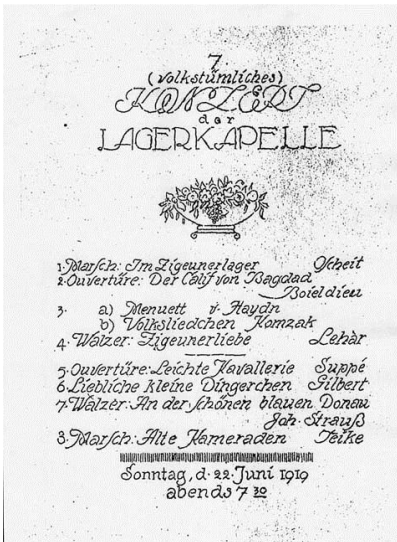 7.
(volkstümliches)
KONZERT
der
LAGERKAPELLE
1. Marsch: Im Zigeunerlager Oscheit
2. Ouvertüre: Der Calif von Bagdad
Boieldieu
3. a) Menuett v. Haydn
b) Volksliedchen Komzak
4. Walzer: Zigeunerliebe Lehàr
5. Ouvertüre: Leichte Kavallerie Suppé
6. Liebliche kleine Dingerchen Gilbert
7. Walzer: An der schönen blauen Donau
Joh. Strauß
8. Marsch: Alte Kameraden Teike
Sonntag, d. 22. Juni 1919
abends 7 30